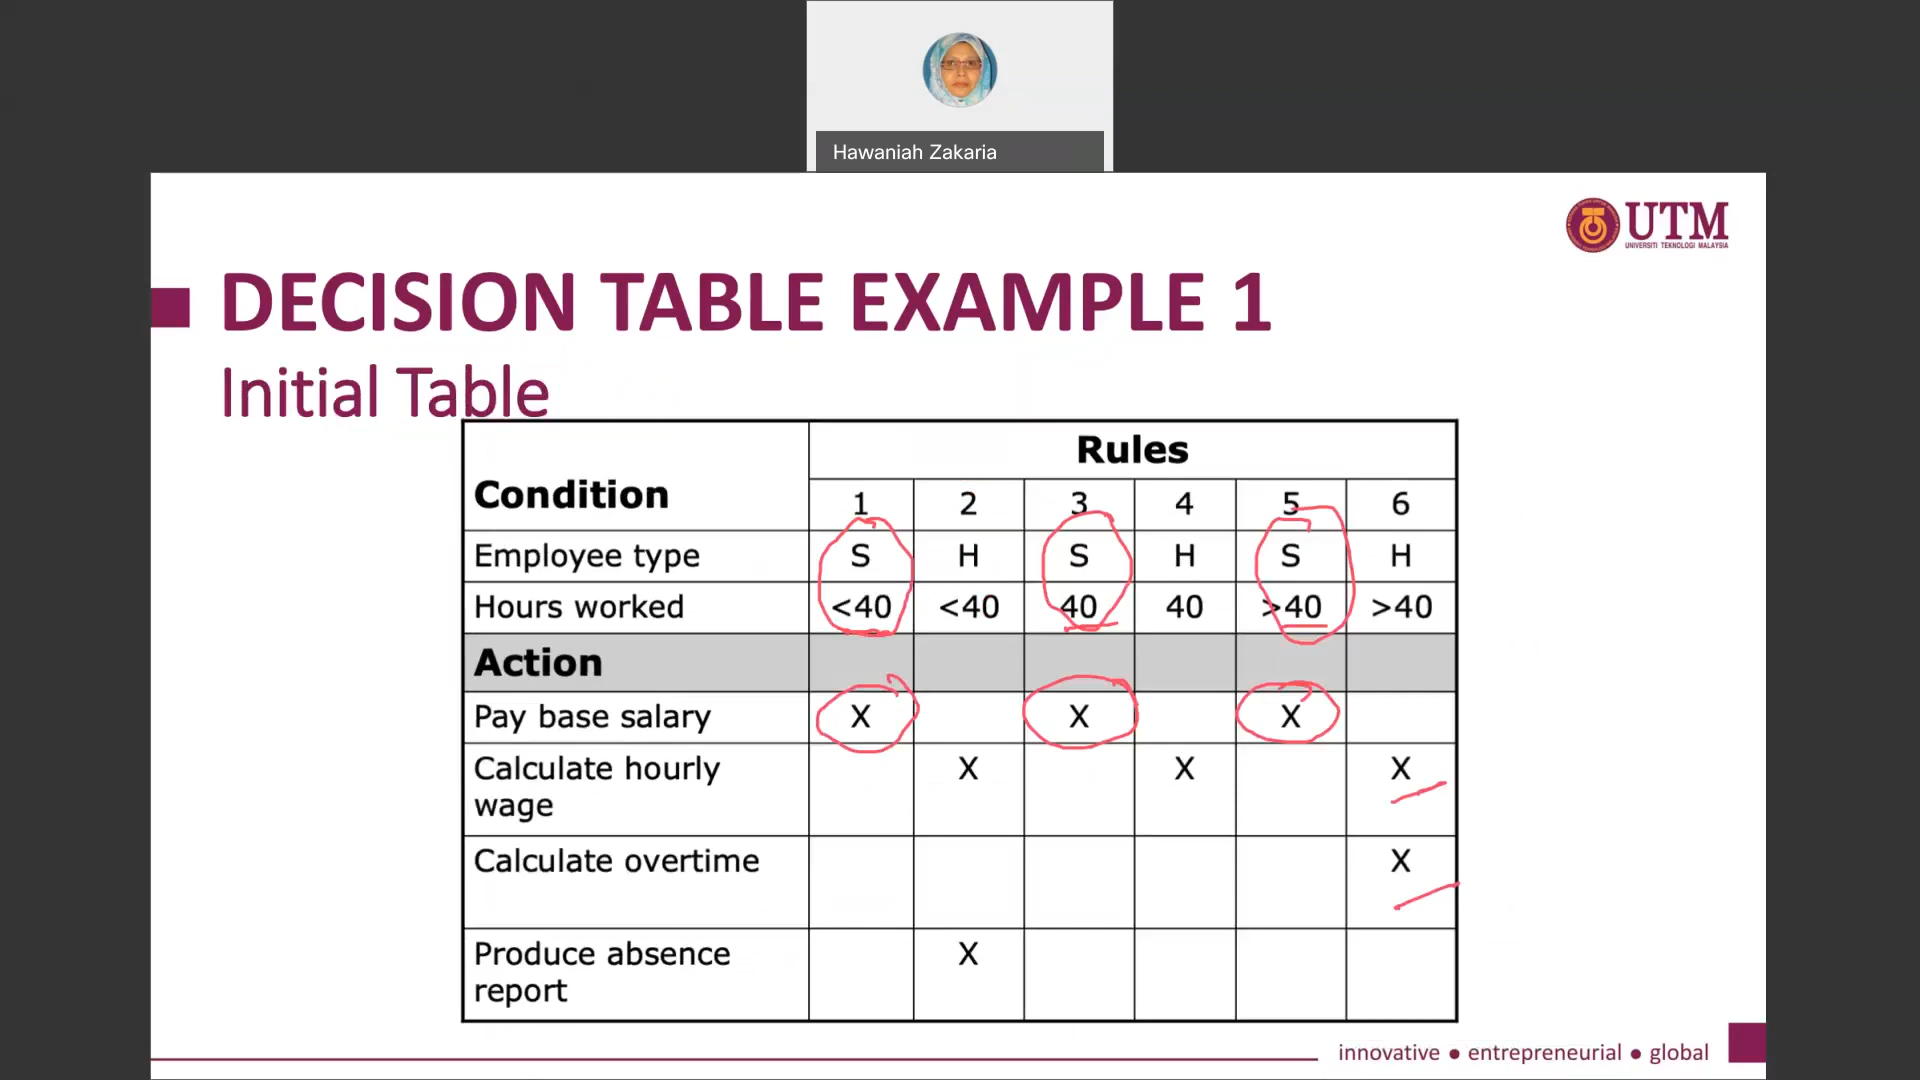 Hawaniah Zakaria
UTM
UNIVERSITI TEKNOLOGI MALAYSIA
DECISION TABLE EXAMPLE 1
Initial Table
Rules
Condition
1 2 3 4 5 6
Employee type S H S H S H
Hours worked <40 <40 40 40 >40 >40
Action
Pay base salary X X X
Calculate hourly X X X
wage
Calculate overtime X
Produce absence X
report
innovative ● entrepreneurial ● global